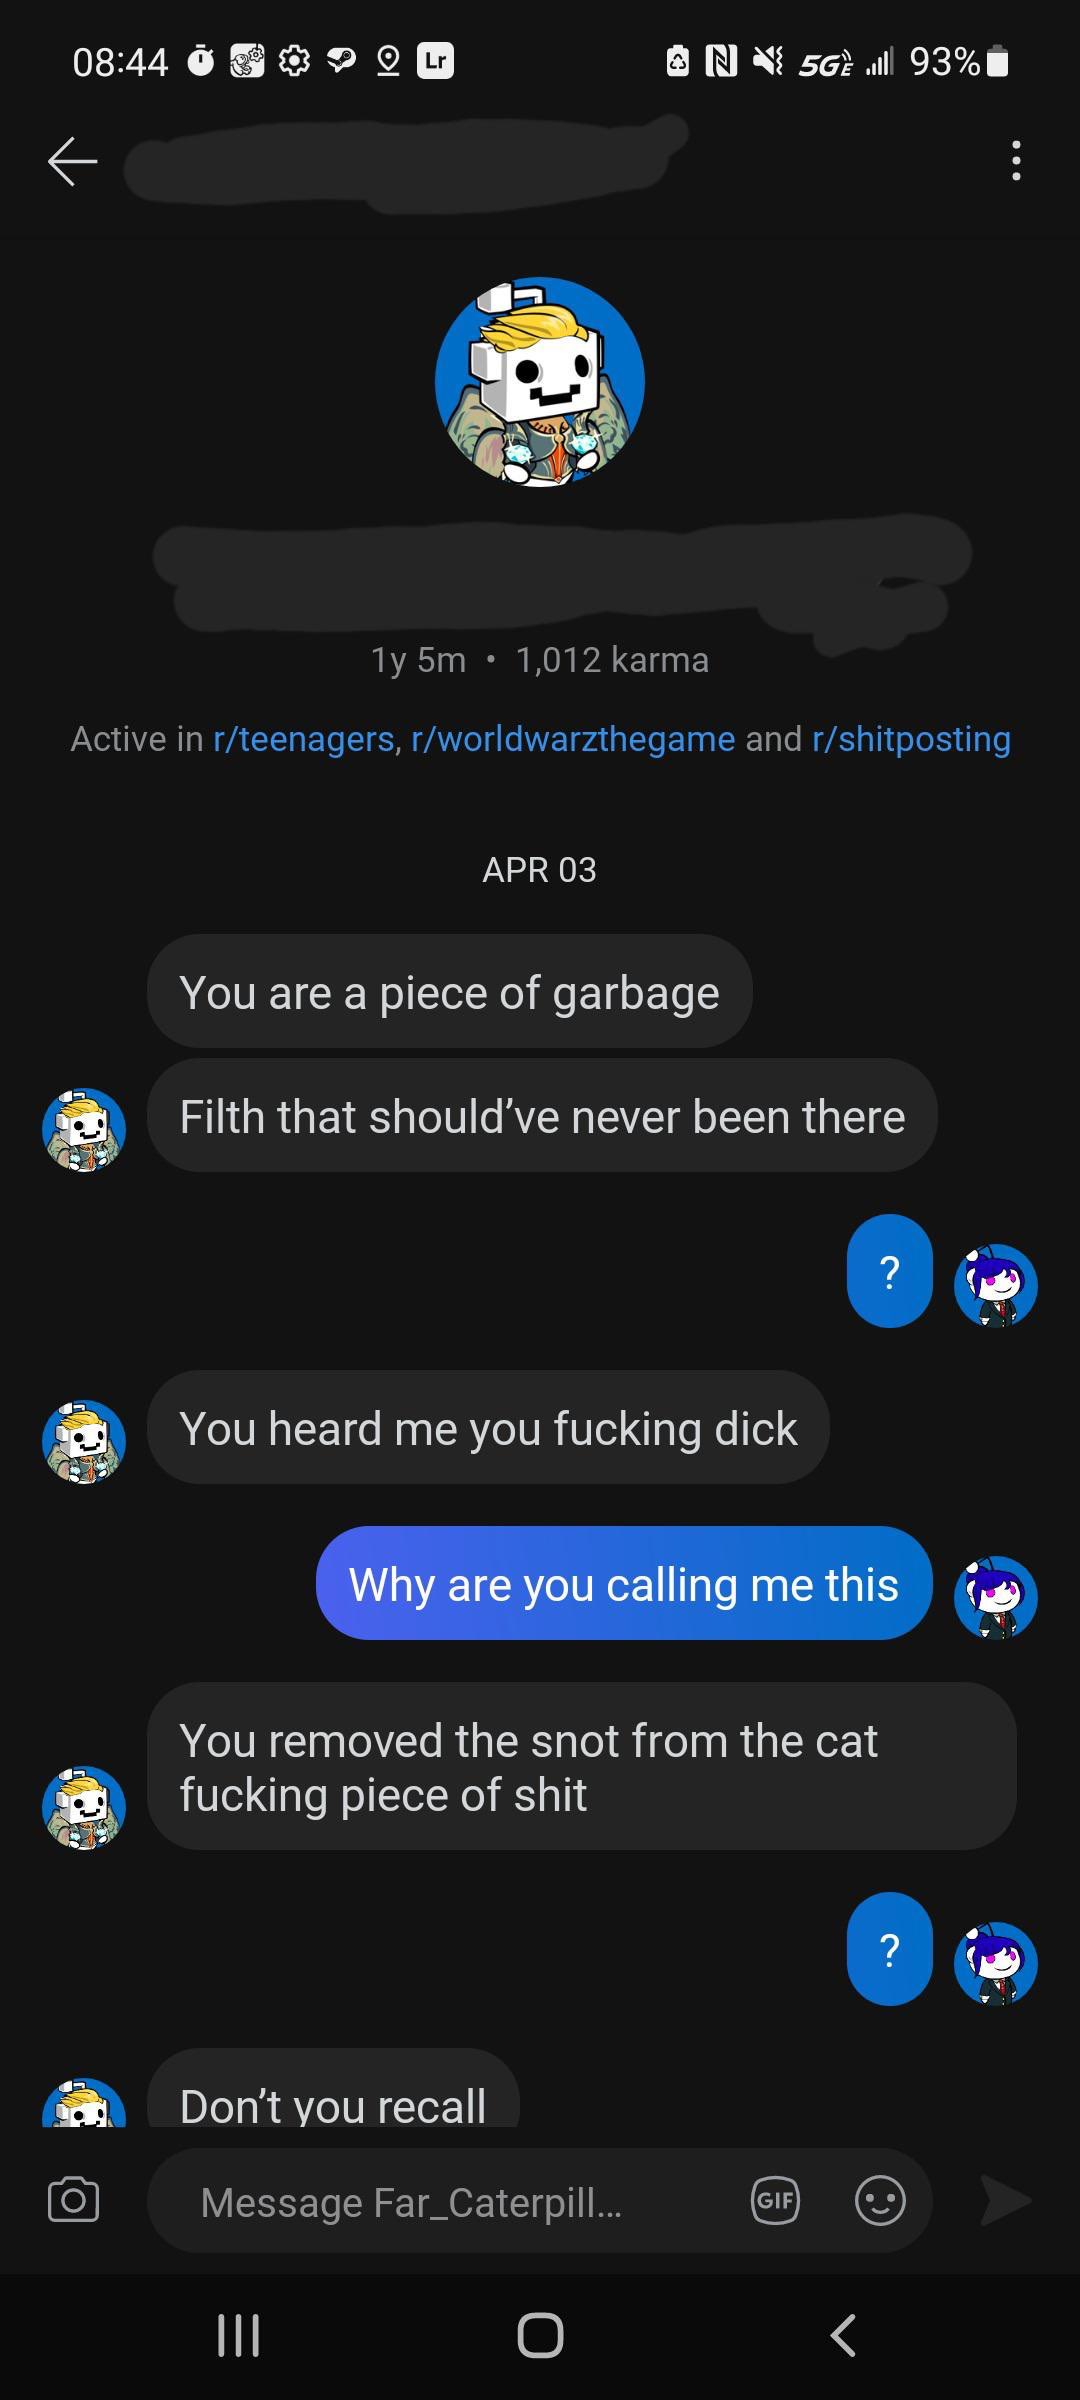 08:44 Lr 5GE 93%
1y 5m • 1,012 karma
Active in r/teenagers, r/worldwarzthegame and r/shitposting
APR 03
You are a piece of garbage
Filth that should’ve never been there
?
You heard me you fucking dick
Why are you calling me this
You removed the snot from the cat
fucking piece of shit
?
Don’t you recall
Message Far_Caterpill...
GIF